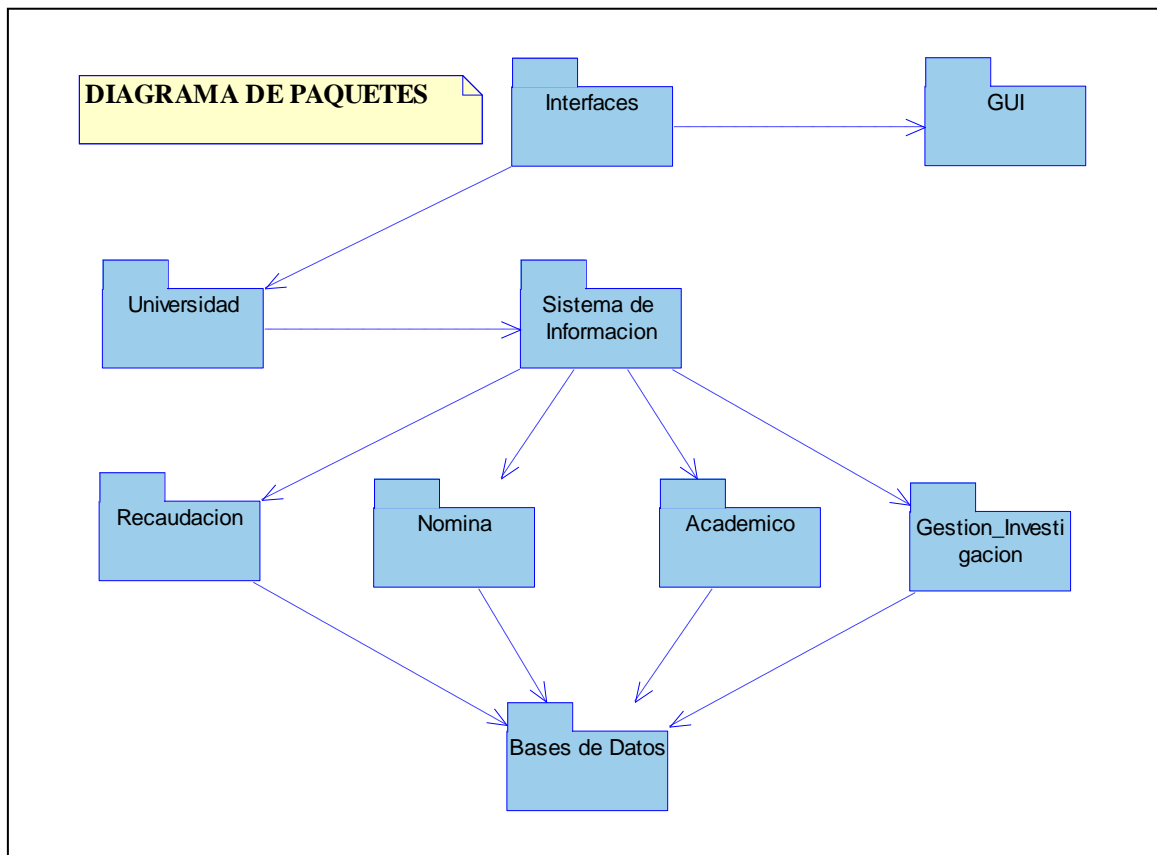 DIAGRAMA DE PAQUETES
Interfaces
GUI
Universidad
Sistema de
Informacion
Recaudacion
Nomina
Academico
Gestion_Investi
gacion
Bases de Datos